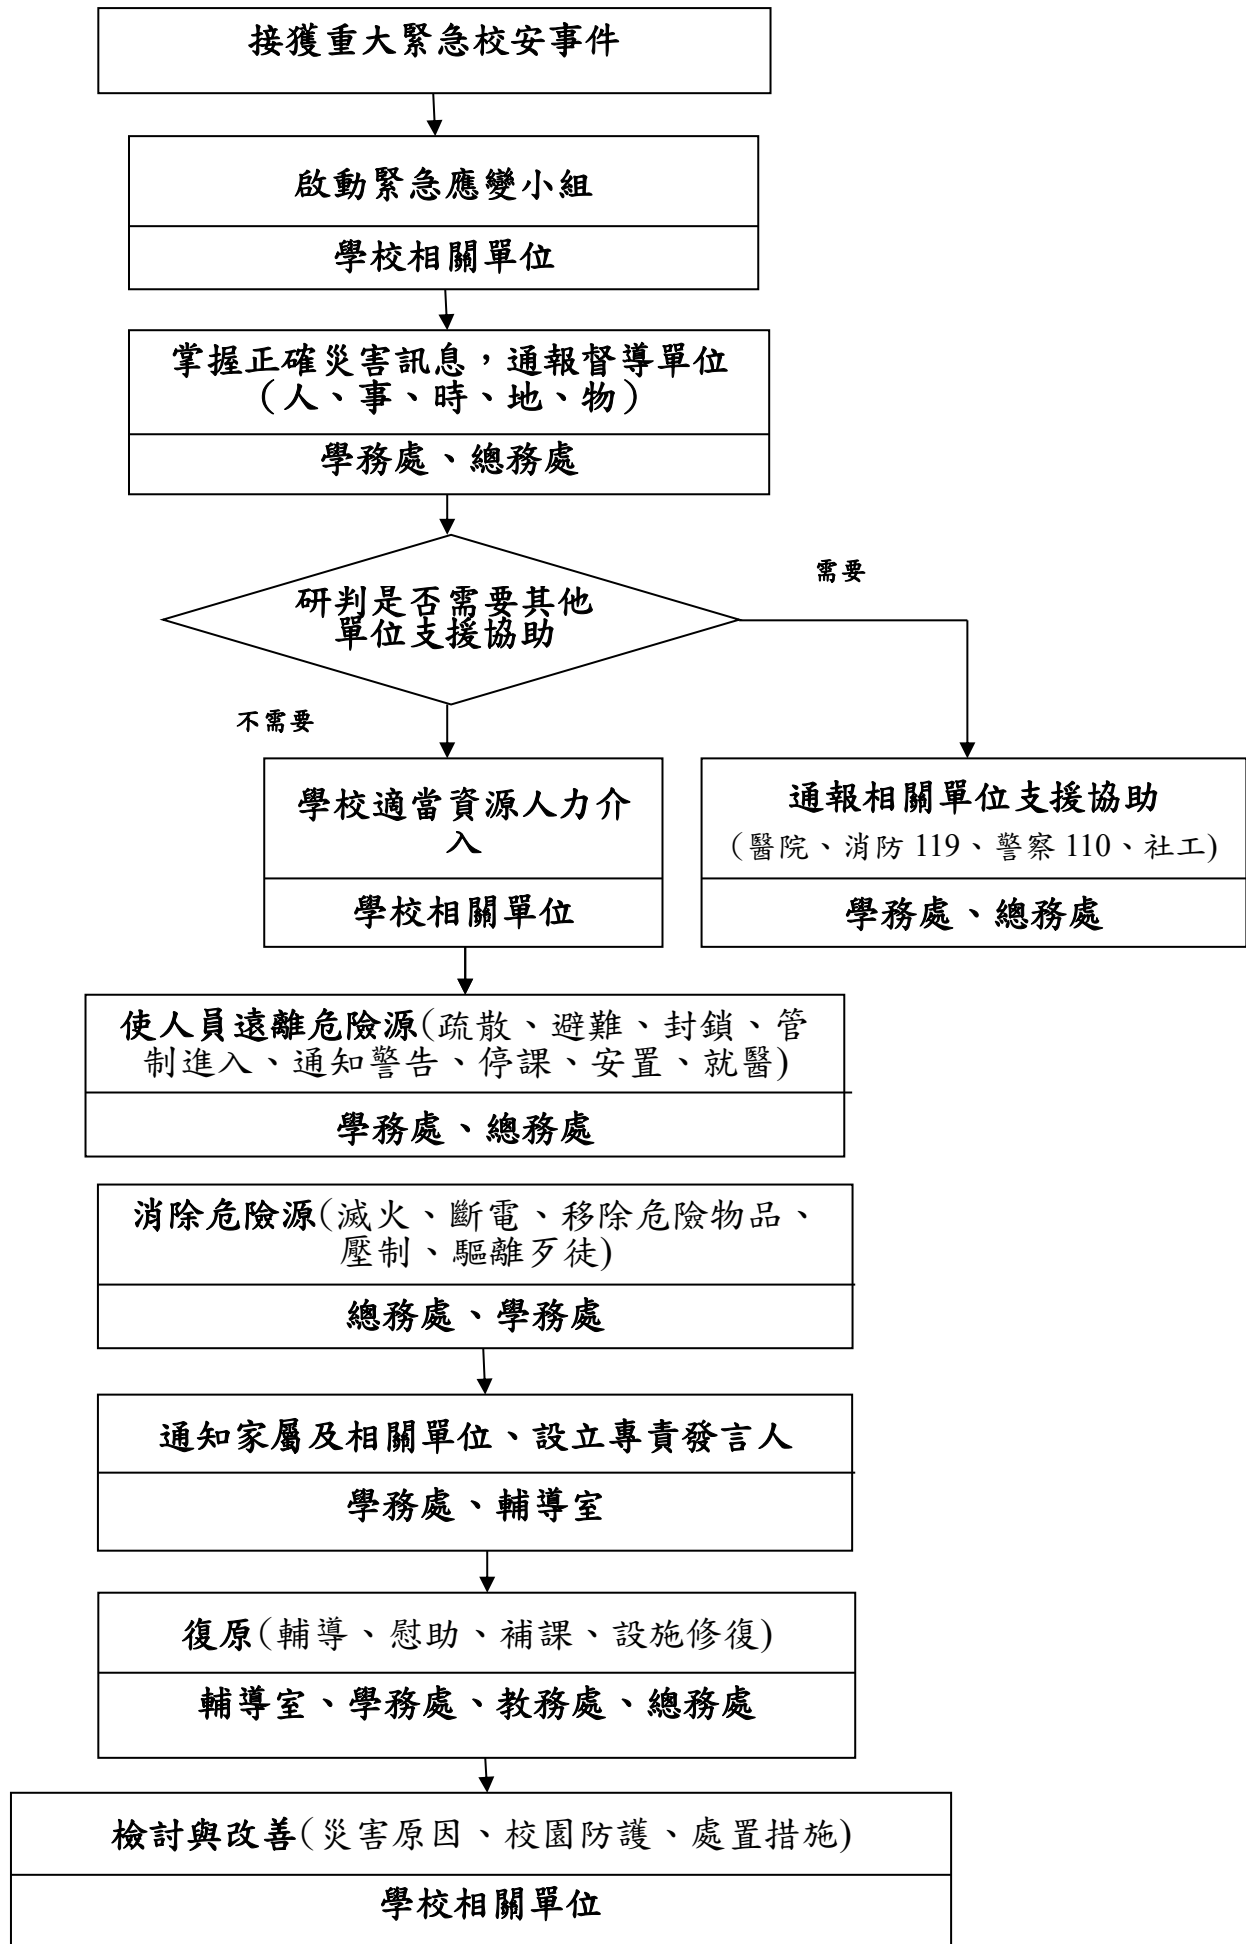 接獲重大緊急校安事件
啟動緊急應變小組
學校相關單位
掌握正確災害訊息，通報督導單位
（人、事、時、地、物）
學務處、總務處
研判是否需要其他
單位支援協助
需要
不需要
學校適當資源人力介
入
學校相關單位
通報相關單位支援協助
（醫院、消防 119、警察 110、社工)
學務處、總務處
使人員遠離危險源(疏散、避難、封鎖、管
制進入、通知警告、停課、安置、就醫)
學務處、總務處
消除危險源(滅火、斷電、移除危險物品、
壓制、驅離歹徒)
總務處、學務處
通知家屬及相關單位、設立專責發言人
學務處、輔導室
復原(輔導、慰助、補課、設施修復)
輔導室、學務處、教務處、總務處
檢討與改善(災害原因、校園防護、處置措施)
學校相關單位